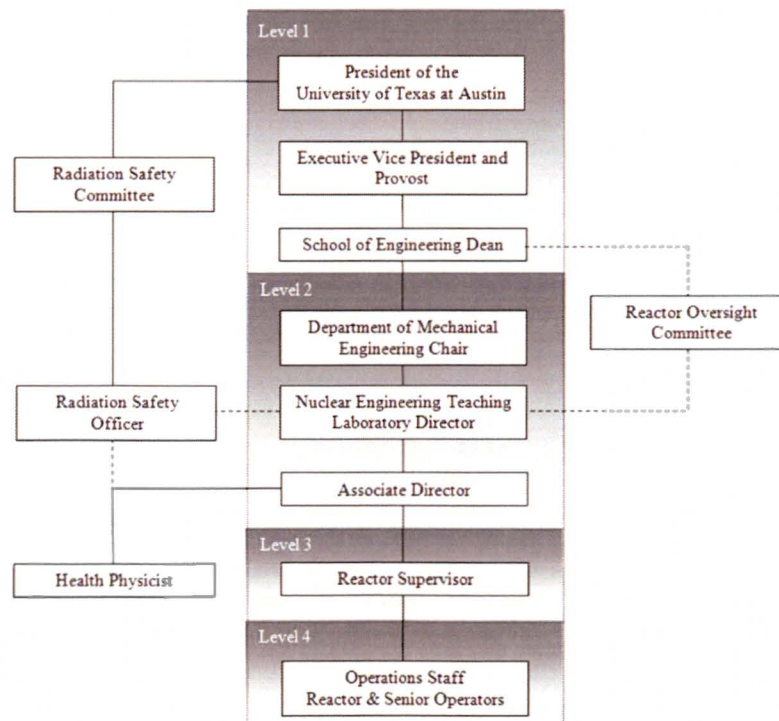 Level 1
President of the
University of Texas at Austin
Executive Vice President and
Provost
Radiation Safety
Committee
School of Engineering Dean
Level 2
Reactor Oversight
Committee
Department of Mechanical
Engineering Chair
Radiation Safety
Officer
Nuclear Engineering Teaching
Laboratory Director
Associate Director
Level 3
Health Physicist
Reactor Supervisor
Level 4
Operations Staff
Reactor & Senior Operators